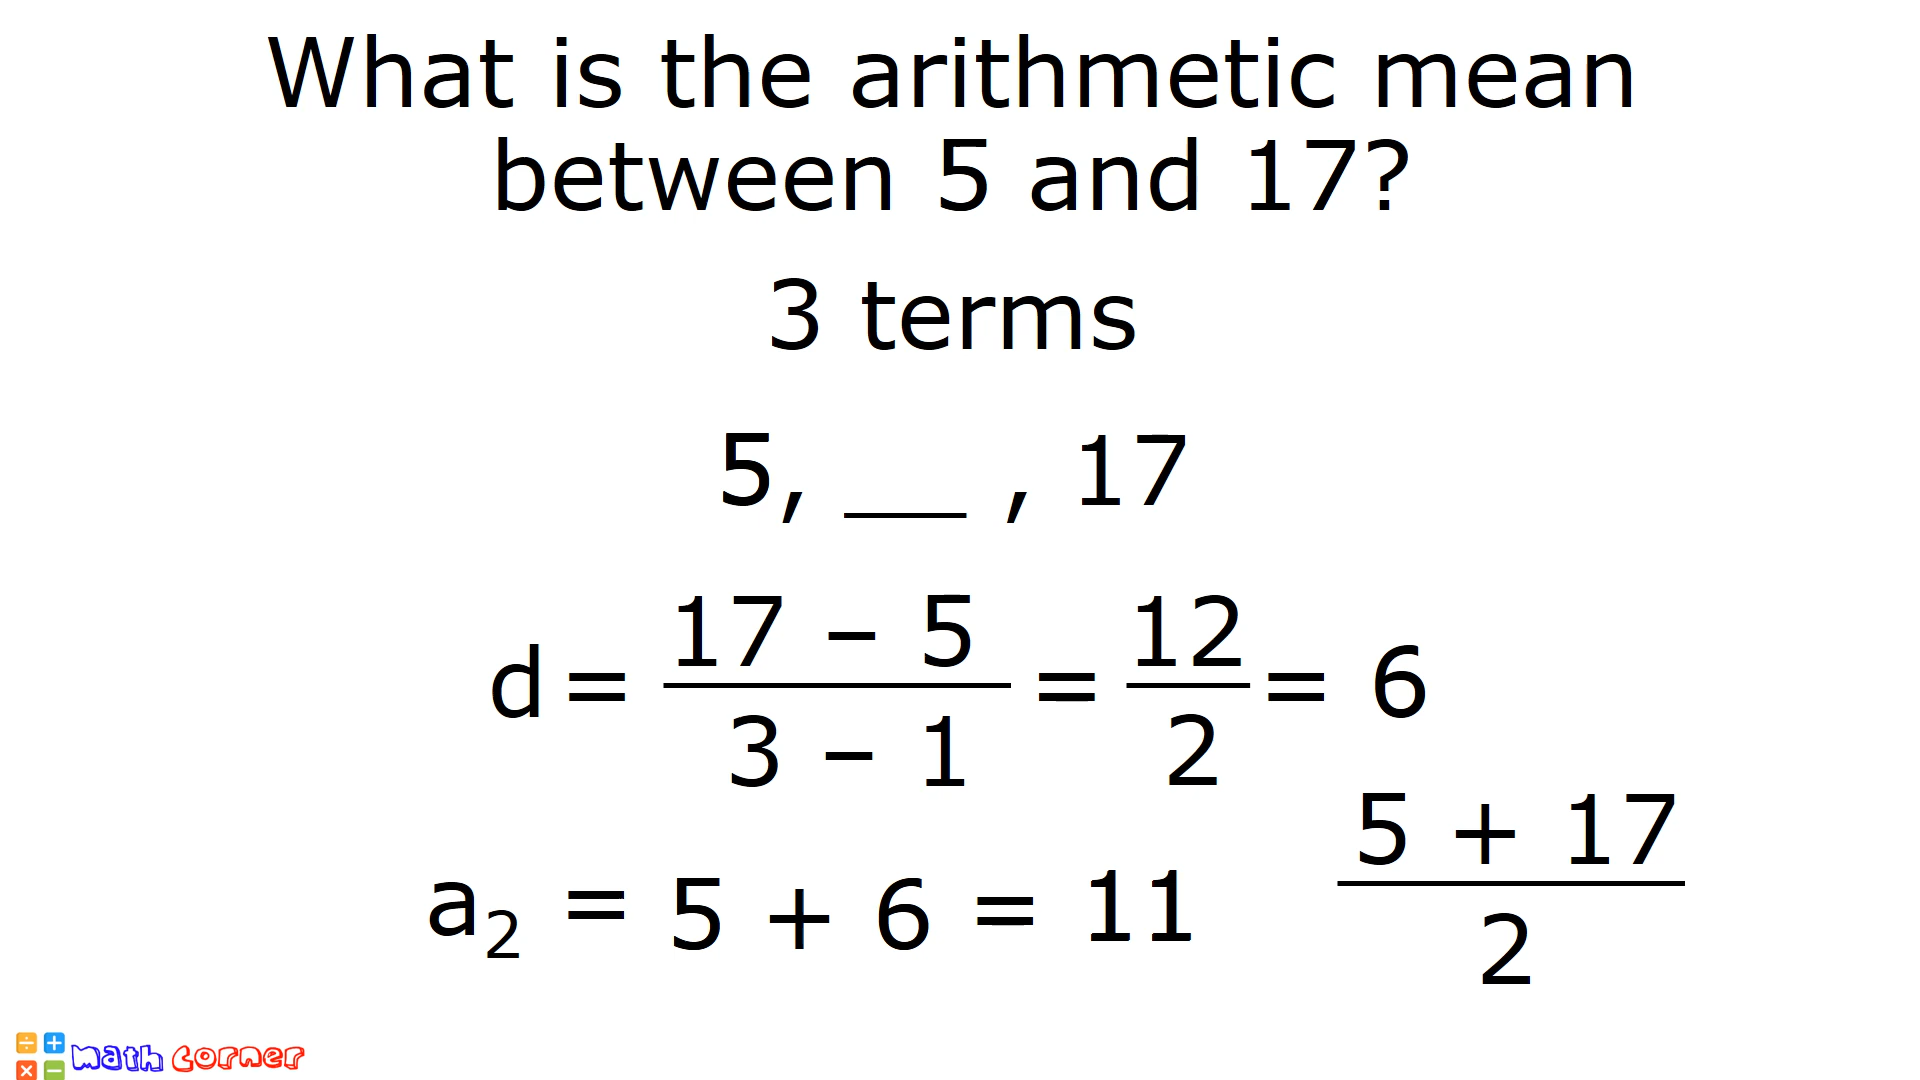 What is the arithmetic mean
between 5 and 17?
3 terms
5, __ , 17
d = (17 – 5)/(3 – 1) = 12/2 = 6
a₂ = 5 + 6 = 11
(5 + 17)/2
Math Corner